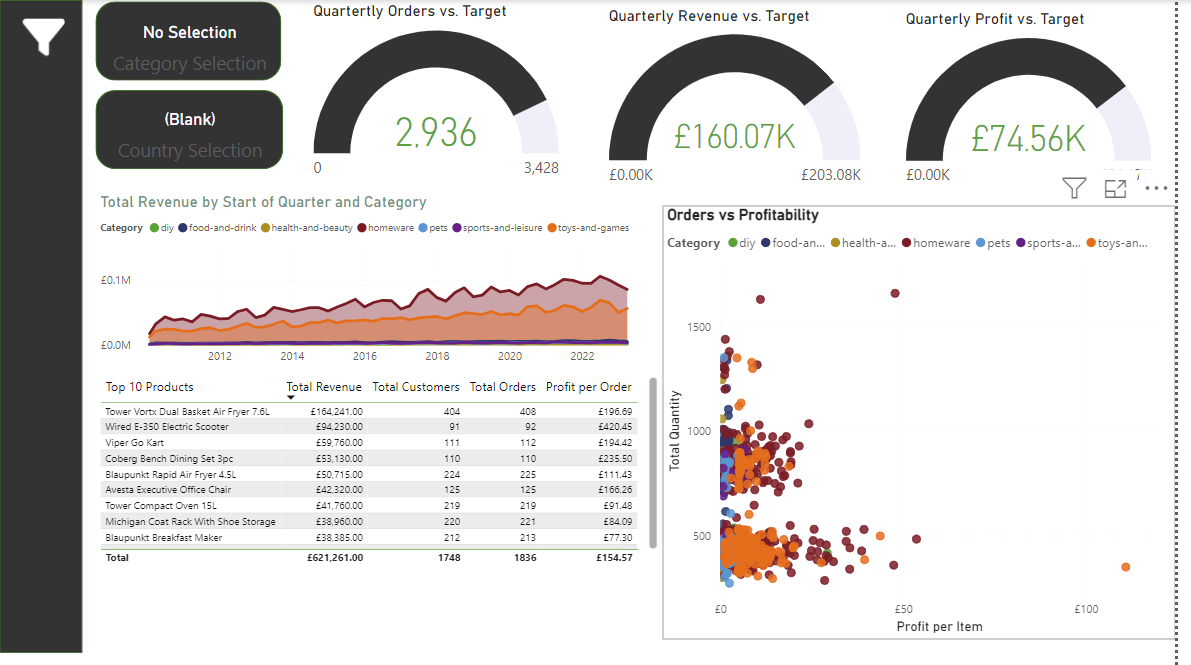 No Selection
Category Selection
(Blank)
Country Selection
Quartertly Orders vs. Target
2,936
0
3,428
Quarterly Revenue vs. Target
£160.07K
£0.00K
£203.08K
Quarterly Profit vs. Target
£74.56K
£0.00K
Total Revenue by Start of Quarter and Category
Category diy food-and-drink health-and-beauty homeware pets sports-and-leisure toys-and-games
£0.1M
£0.0M
2012 2014 2016 2018 2020 2022
Top 10 Products Total Revenue Total Customers Total Orders Profit per Order
Tower Vortx Dual Basket Air Fryer 7.6L £164,241.00 404 408 £196.69
Wired E-350 Electric Scooter £94,230.00 91 92 £420.45
Viper Go Kart £59,760.00 111 112 £194.42
Coberg Bench Dining Set 3pc £53,130.00 110 110 £235.50
Blaupunkt Rapid Air Fryer 4.5L £50,715.00 224 225 £111.43
Avesta Executive Office Chair £42,320.00 125 125 £166.26
Tower Compact Oven 15L £41,760.00 219 219 £91.48
Michigan Coat Rack With Shoe Storage £38,960.00 220 221 £84.09
Blaupunkt Breakfast Maker £38,385.00 212 213 £77.30
Total £621,261.00 1748 1836 £154.57
Orders vs Profitability
Category diy food-an... health-a... homeware pets sports-a... toys-an...
Total Quantity
1500
1000
500
£0 £50 £100
Profit per Item